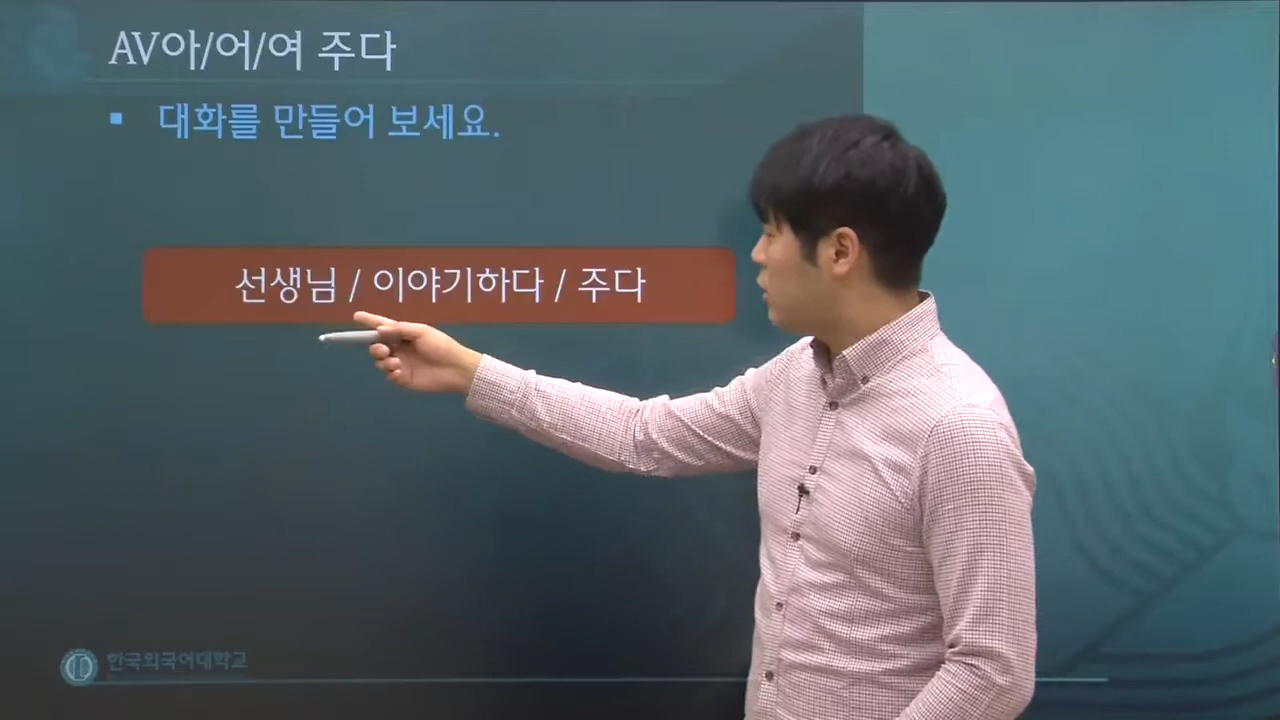 AV아/어/여 주다
▪ 대화를 만들어 보세요.
선생님 / 이야기하다 / 주다
한국외국어대학교